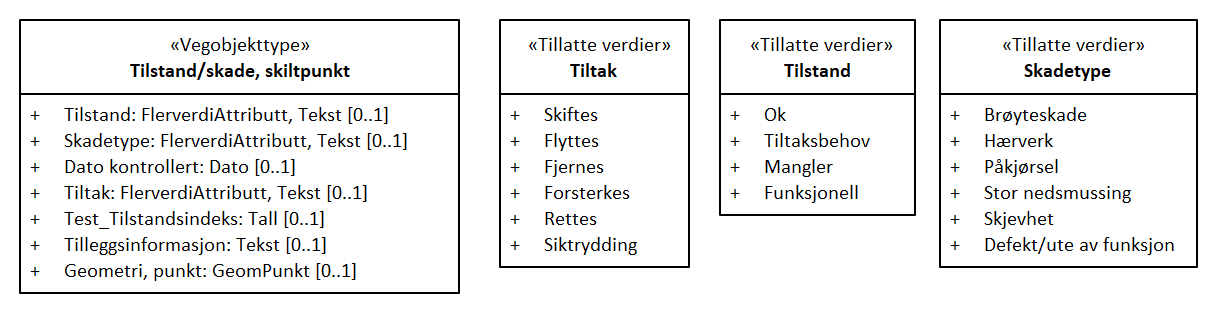 «Vegobjekttype»
Tilstand/skade, skiltpunkt
+ Tilstand: FlerverdiAttributt, Tekst [0..1]
+ Skadetype: FlerverdiAttributt, Tekst [0..1]
+ Dato kontrollert: Dato [0..1]
+ Tiltak: FlerverdiAttributt, Tekst [0..1]
+ Test_Tilstandsindeks: Tall [0..1]
+ Tilleggsinformasjon: Tekst [0..1]
+ Geometri, punkt: GeomPunkt [0..1]
«Tillatte verdier»
Tiltak
+ Skiftes
+ Flyttes
+ Fjernes
+ Forsterkes
+ Rettes
+ Siktrydding
«Tillatte verdier»
Tilstand
+ Ok
+ Tiltaksbehov
+ Mangler
+ Funksjonell
«Tillatte verdier»
Skadetype
+ Brøyteskade
+ Hærverk
+ Påkjørsel
+ Stor nedsmussing
+ Skjevhet
+ Defekt/ute av funksjon